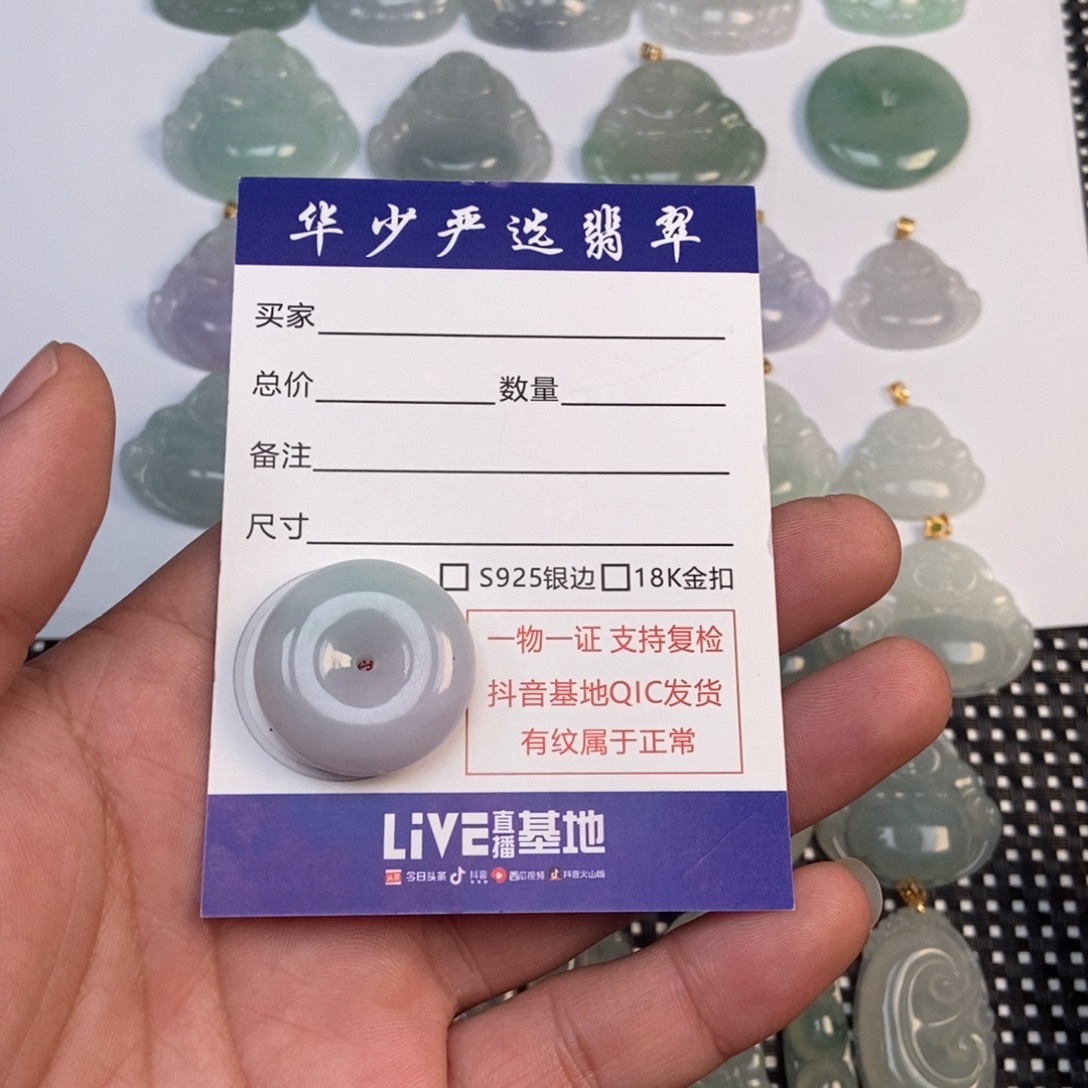 华少严选翡翠
买家
总价 数量
备注
尺寸
S925银边 18K金扣
一物一证 支持复检
抖音基地QIC发货
有纹属于正常
LiVE直播基地
头条 今日头条 抖音 西瓜视频 抖音火山版